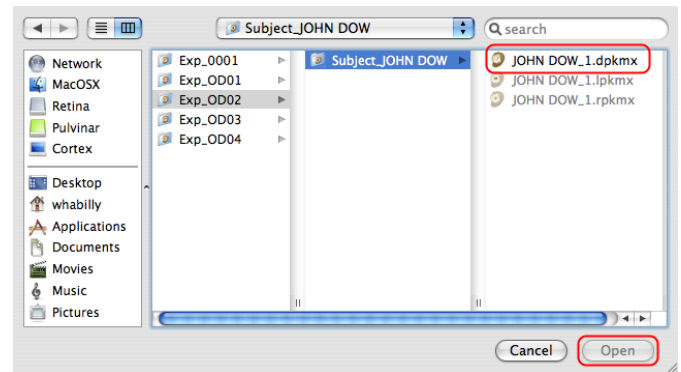 Subject_JOHN DOW
search
Network
MacOSX
Retina
Pulvinar
Cortex
Desktop
whabilly
Applications
Documents
Movies
Music
Pictures
Exp_0001
Exp_OD01
Exp_OD02
Exp_OD03
Exp_OD04
Subject_JOHN DOW
JOHN DOW_1.dpkmx
JOHN DOW_1.lpkmx
JOHN DOW_1.rpkmx
Cancel
Open